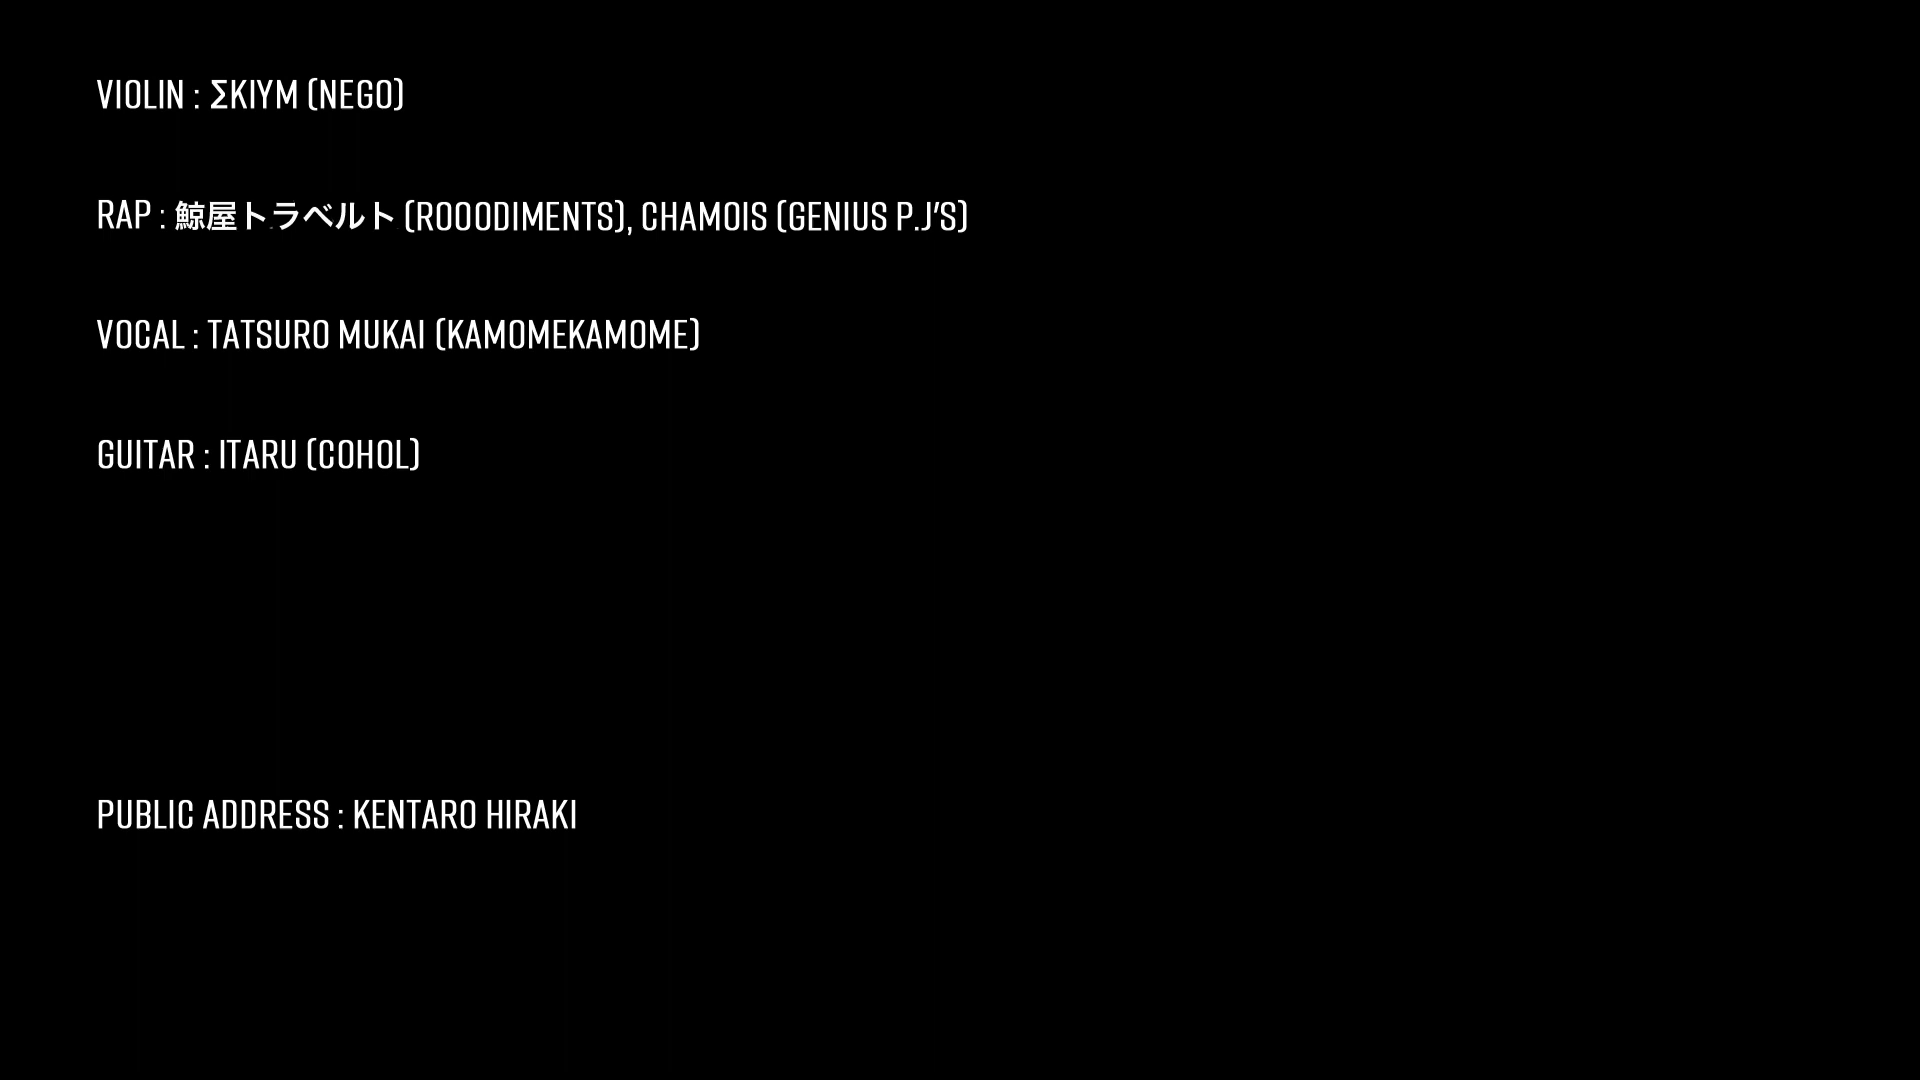 VIOLIN : ΣKIYM (NEGO)
RAP : 鯨屋トラベルト (ROOODIMENTS), CHAMOIS (GENIUS P.J'S)
VOCAL : TATSURO MUKAI (KAMOMEKAMOME)
GUITAR : ITARU (COHOL)
PUBLIC ADDRESS : KENTARO HIRAKI